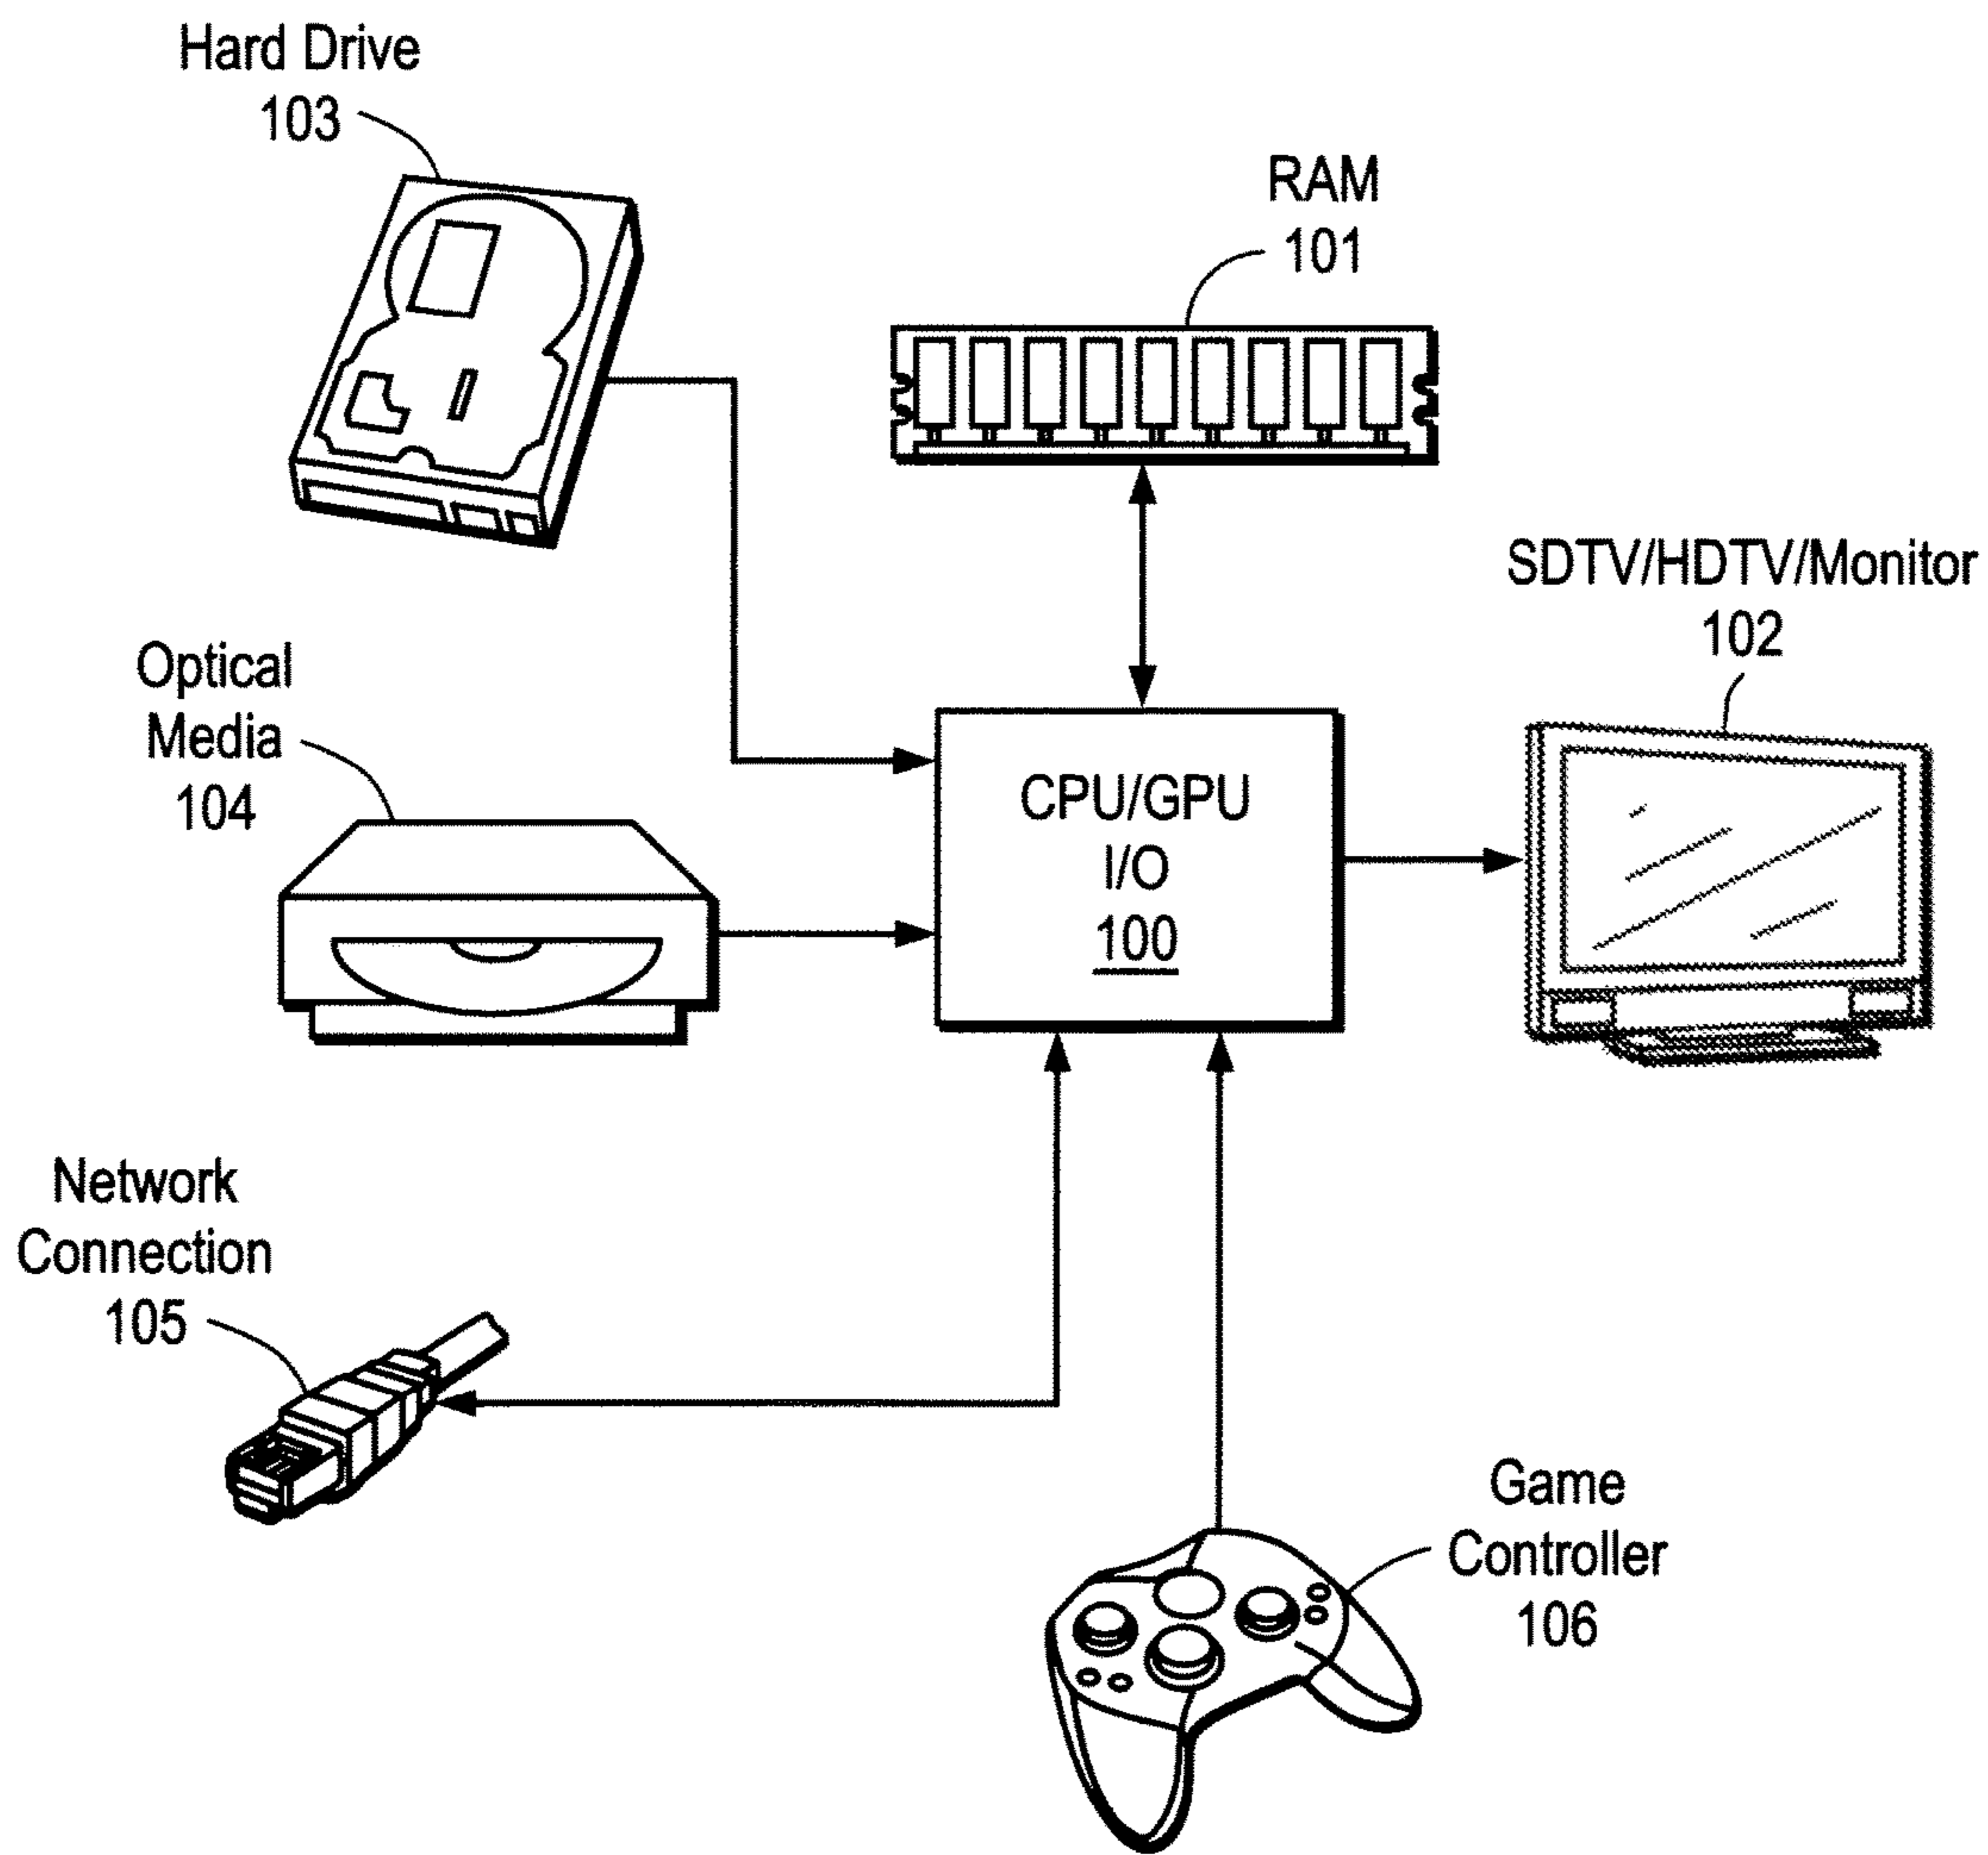 Hard Drive
103
RAM
101
SDTV/HDTV/Monitor
102
Optical
Media
104
CPU/GPU
I/O
100
Network
Connection
105
Game
Controller
106